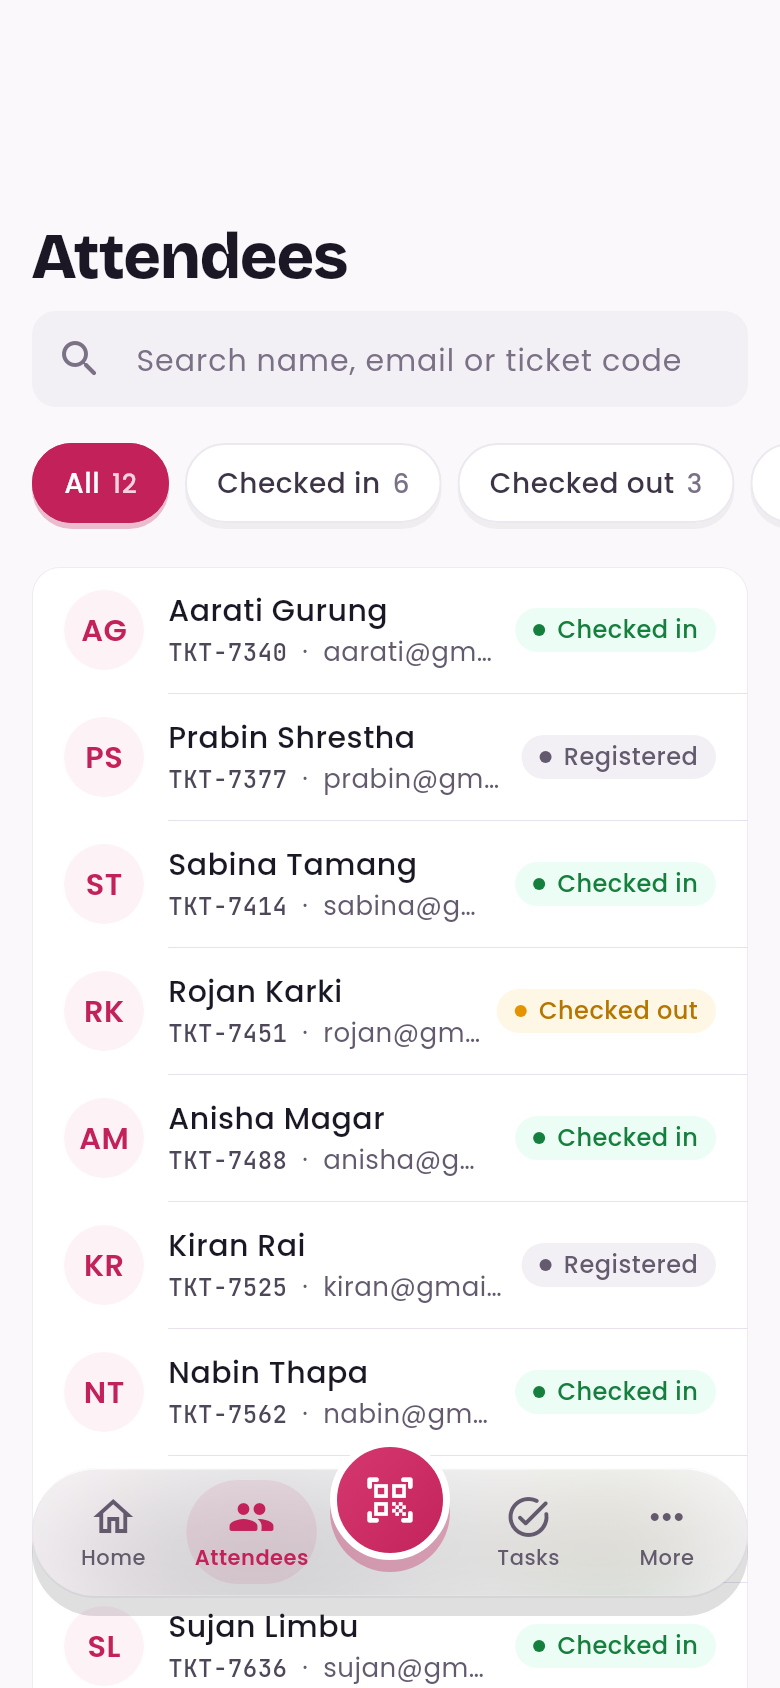 Attendees
Search name, email or ticket code
All 12 Checked in 6 Checked out 3
AG Aarati Gurung Checked in
TKT-7340 · aarati@gm...
PS Prabin Shrestha Registered
TKT-7377 · prabin@gm...
ST Sabina Tamang Checked in
TKT-7414 · sabina@g...
RK Rojan Karki Checked out
TKT-7451 · rojan@gm...
AM Anisha Magar Checked in
TKT-7488 · anisha@g...
KR Kiran Rai Registered
TKT-7525 · kiran@gmai...
NT Nabin Thapa Checked in
TKT-7562 · nabin@gm...
Home Attendees Tasks More
SL Sujan Limbu Checked in
TKT-7636 · sujan@gm...